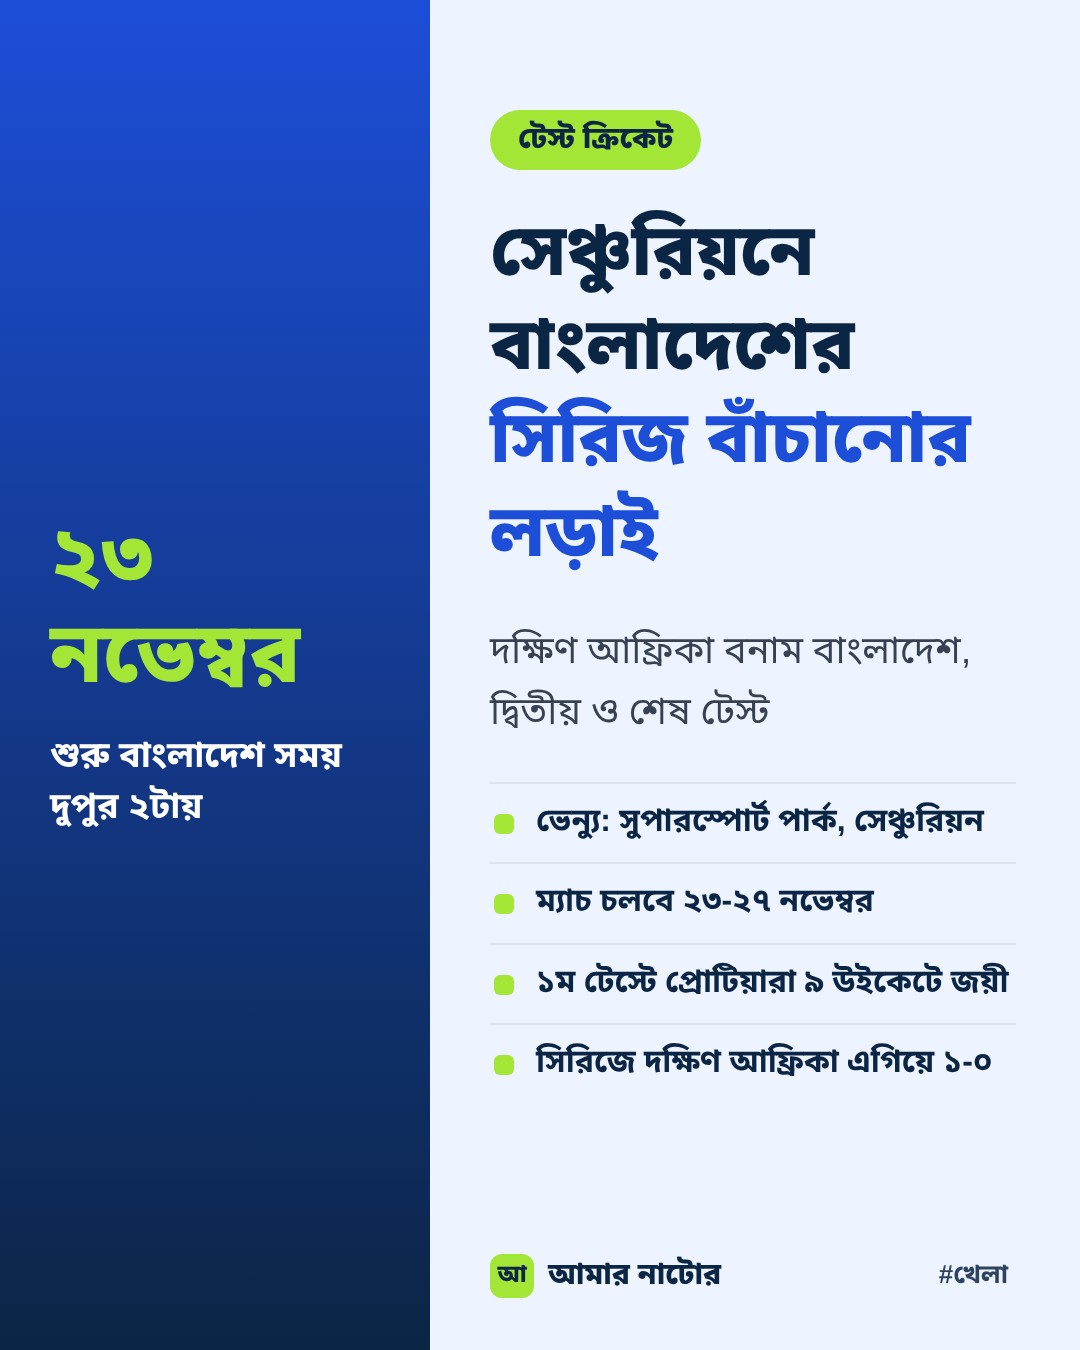 ২৩
নভেম্বর
শুরু বাংলাদেশ সময়
দুপুর ২টায়
টেস্ট ক্রিকেট
সেঞ্চুরিয়নে
বাংলাদেশের
সিরিজ বাঁচানোর
লড়াই
দক্ষিণ আফ্রিকা বনাম বাংলাদেশ,
দ্বিতীয় ও শেষ টেস্ট
ভেন্যু: সুপারস্পোর্ট পার্ক, সেঞ্চুরিয়ন
ম্যাচ চলবে ২৩-২৭ নভেম্বর
১ম টেস্টে প্রোটিয়ারা ৯ উইকেটে জয়ী
সিরিজে দক্ষিণ আফ্রিকা এগিয়ে ১-০
আ আমার নাটোর
#খেলা